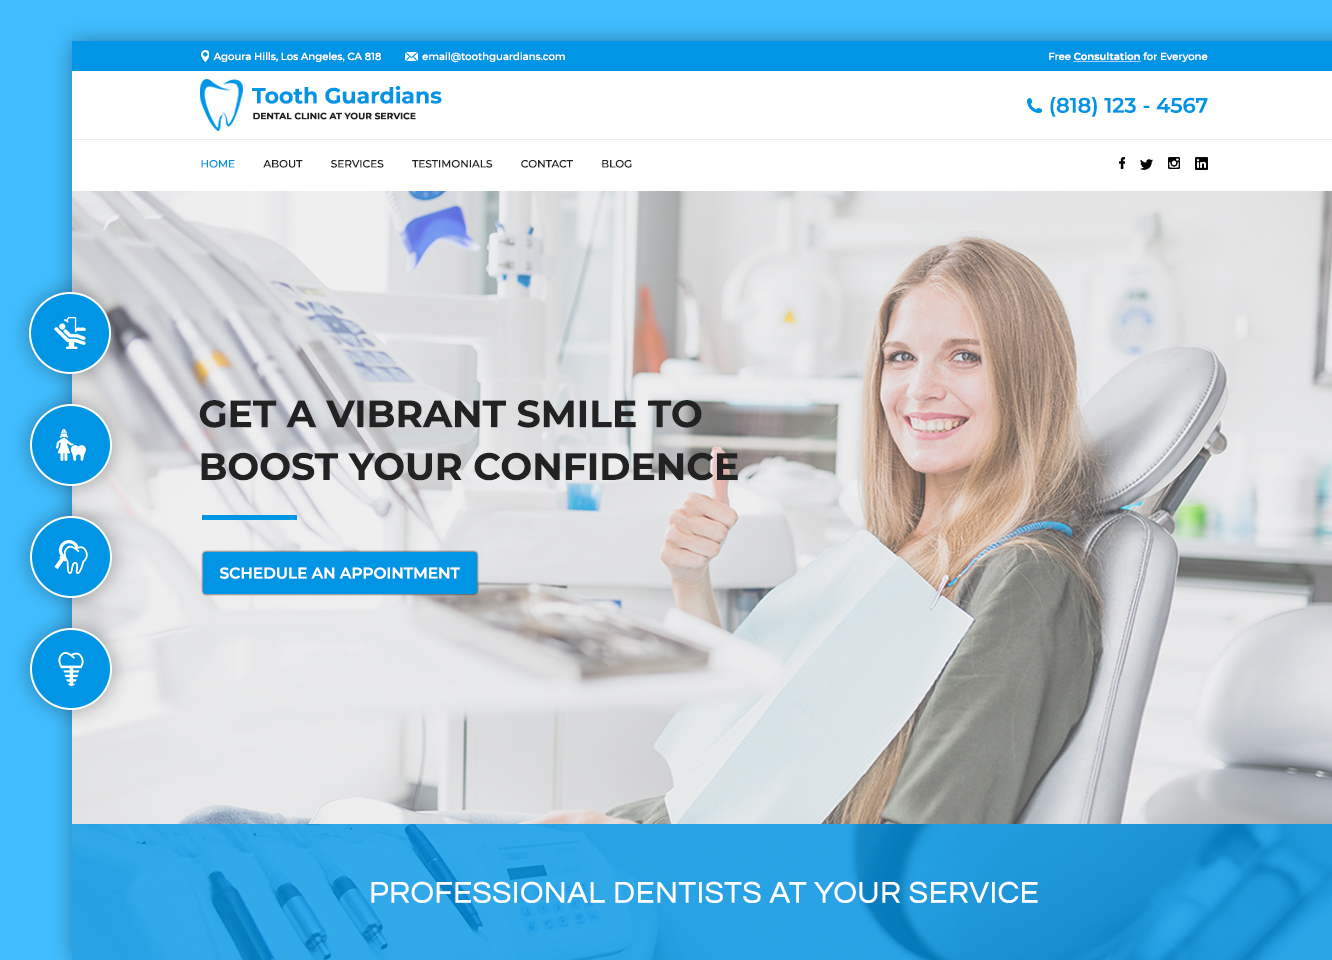 Agoura Hills, Los Angeles, CA 818
email@toothguardians.com
Free Consultation for Everyone
Tooth Guardians
DENTAL CLINIC AT YOUR SERVICE
(818) 123 - 4567
HOME
ABOUT
SERVICES
TESTIMONIALS
CONTACT
BLOG
GET A VIBRANT SMILE TO
BOOST YOUR CONFIDENCE
SCHEDULE AN APPOINTMENT
PROFESSIONAL DENTISTS AT YOUR SERVICE